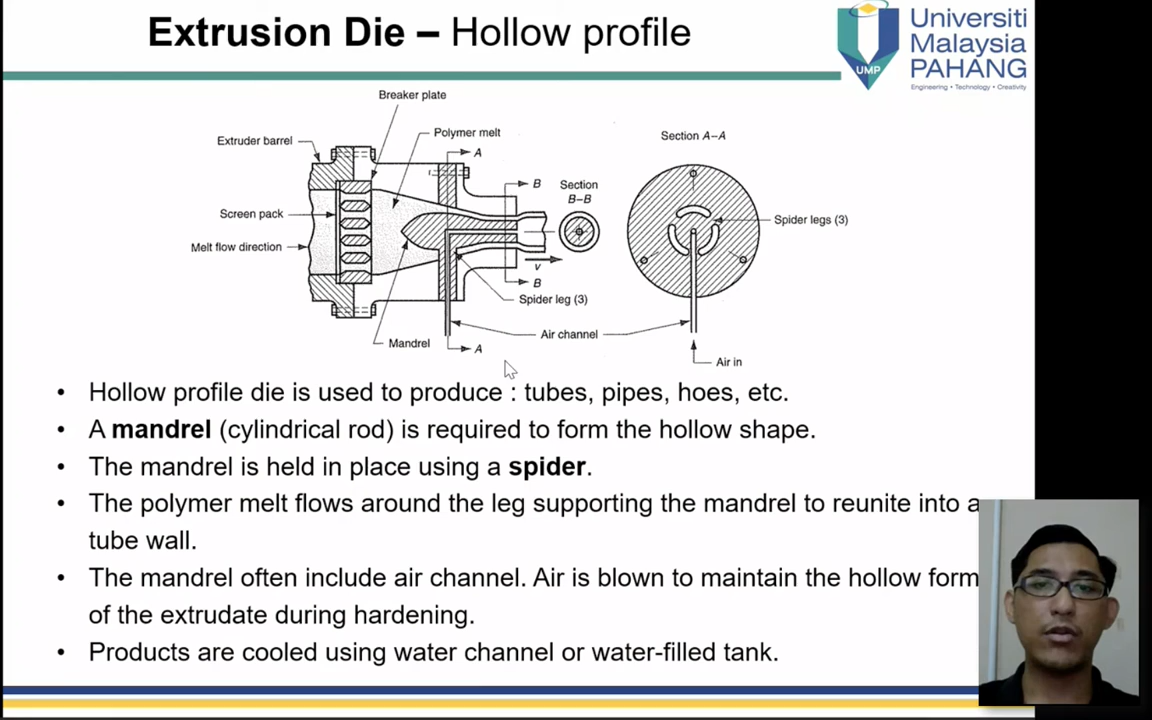 Extrusion Die – Hollow profile
Universiti
Malaysia
PAHANG
UMP
Engineering • Technology • Creativity
Breaker plate
Extruder barrel
Polymer melt
A
Section A–A
B
Section
B–B
Screen pack
Spider legs (3)
Melt flow direction
v
B
Spider leg (3)
Air channel
Mandrel
A
Air in
• Hollow profile die is used to produce : tubes, pipes, hoes, etc.
• A mandrel (cylindrical rod) is required to form the hollow shape.
• The mandrel is held in place using a spider.
• The polymer melt flows around the leg supporting the mandrel to reunite into a
tube wall.
• The mandrel often include air channel. Air is blown to maintain the hollow form
of the extrudate during hardening.
• Products are cooled using water channel or water-filled tank.